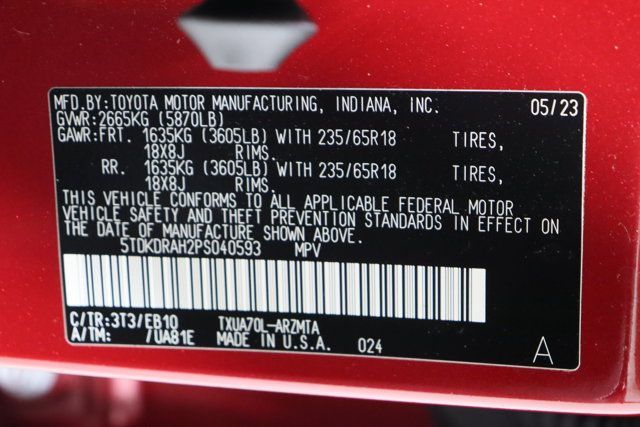 MFD.BY:TOYOTA MOTOR MANUFACTURING, INDIANA, INC. 05/23
GVWR:2665KG (5870LB)
GAWR:FRT. 1635KG (3605LB) WITH 235/65R18 TIRES,
18X8J RIMS.
RR. 1635KG (3605LB) WITH 235/65R18 TIRES,
18X8J RIMS.
THIS VEHICLE CONFORMS TO ALL APPLICABLE FEDERAL MOTOR
VEHICLE SAFETY AND THEFT PREVENTION STANDARDS IN EFFECT ON
THE DATE OF MANUFACTURE SHOWN ABOVE.
5TDKDRAH2PS040593 MPV
C/TR:3T3/EB10 TXUA70L-ARZMTA
A/TM: /UA81E MADE IN U.S.A. 024 A